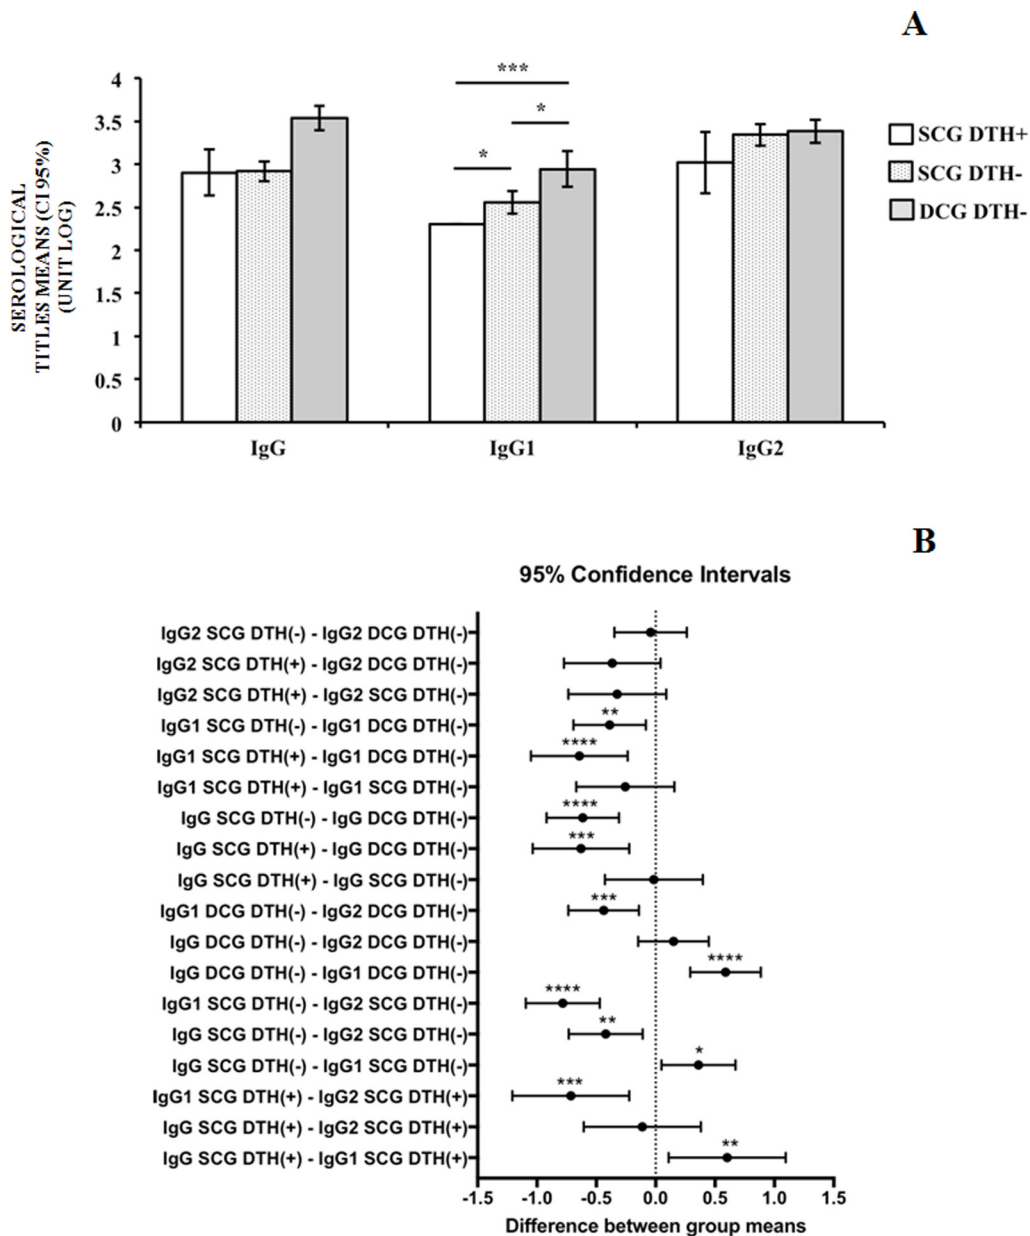 A
SEROLOGICAL
TITLES MEANS (CI 95%)
(UNIT LOG)
4
3.5
3
2.5
2
1.5
1
0.5
0
***
*
*
IgG
IgG1
IgG2
SCG DTH+
SCG DTH-
DCG DTH-
B
95% Confidence Intervals
IgG2 SCG DTH(-) - IgG2 DCG DTH(-)
IgG2 SCG DTH(+) - IgG2 DCG DTH(-)
IgG2 SCG DTH(+) - IgG2 SCG DTH(-)
IgG1 SCG DTH(-) - IgG1 DCG DTH(-)
**
IgG1 SCG DTH(+) - IgG1 DCG DTH(-)
****
IgG1 SCG DTH(+) - IgG1 SCG DTH(-)
IgG SCG DTH(-) - IgG DCG DTH(-)
****
IgG SCG DTH(+) - IgG DCG DTH(-)
***
IgG SCG DTH(+) - IgG SCG DTH(-)
IgG1 DCG DTH(-) - IgG2 DCG DTH(-)
***
IgG DCG DTH(-) - IgG2 DCG DTH(-)
IgG DCG DTH(-) - IgG1 DCG DTH(-)
****
IgG1 SCG DTH(-) - IgG2 SCG DTH(-)
****
IgG SCG DTH(-) - IgG2 SCG DTH(-)
**
IgG SCG DTH(-) - IgG1 SCG DTH(-)
*
IgG1 SCG DTH(+) - IgG2 SCG DTH(+)
***
IgG SCG DTH(+) - IgG2 SCG DTH(+)
IgG SCG DTH(+) - IgG1 SCG DTH(+)
**
-1.5 -1.0 -0.5 0.0 0.5 1.0 1.5
Difference between group means